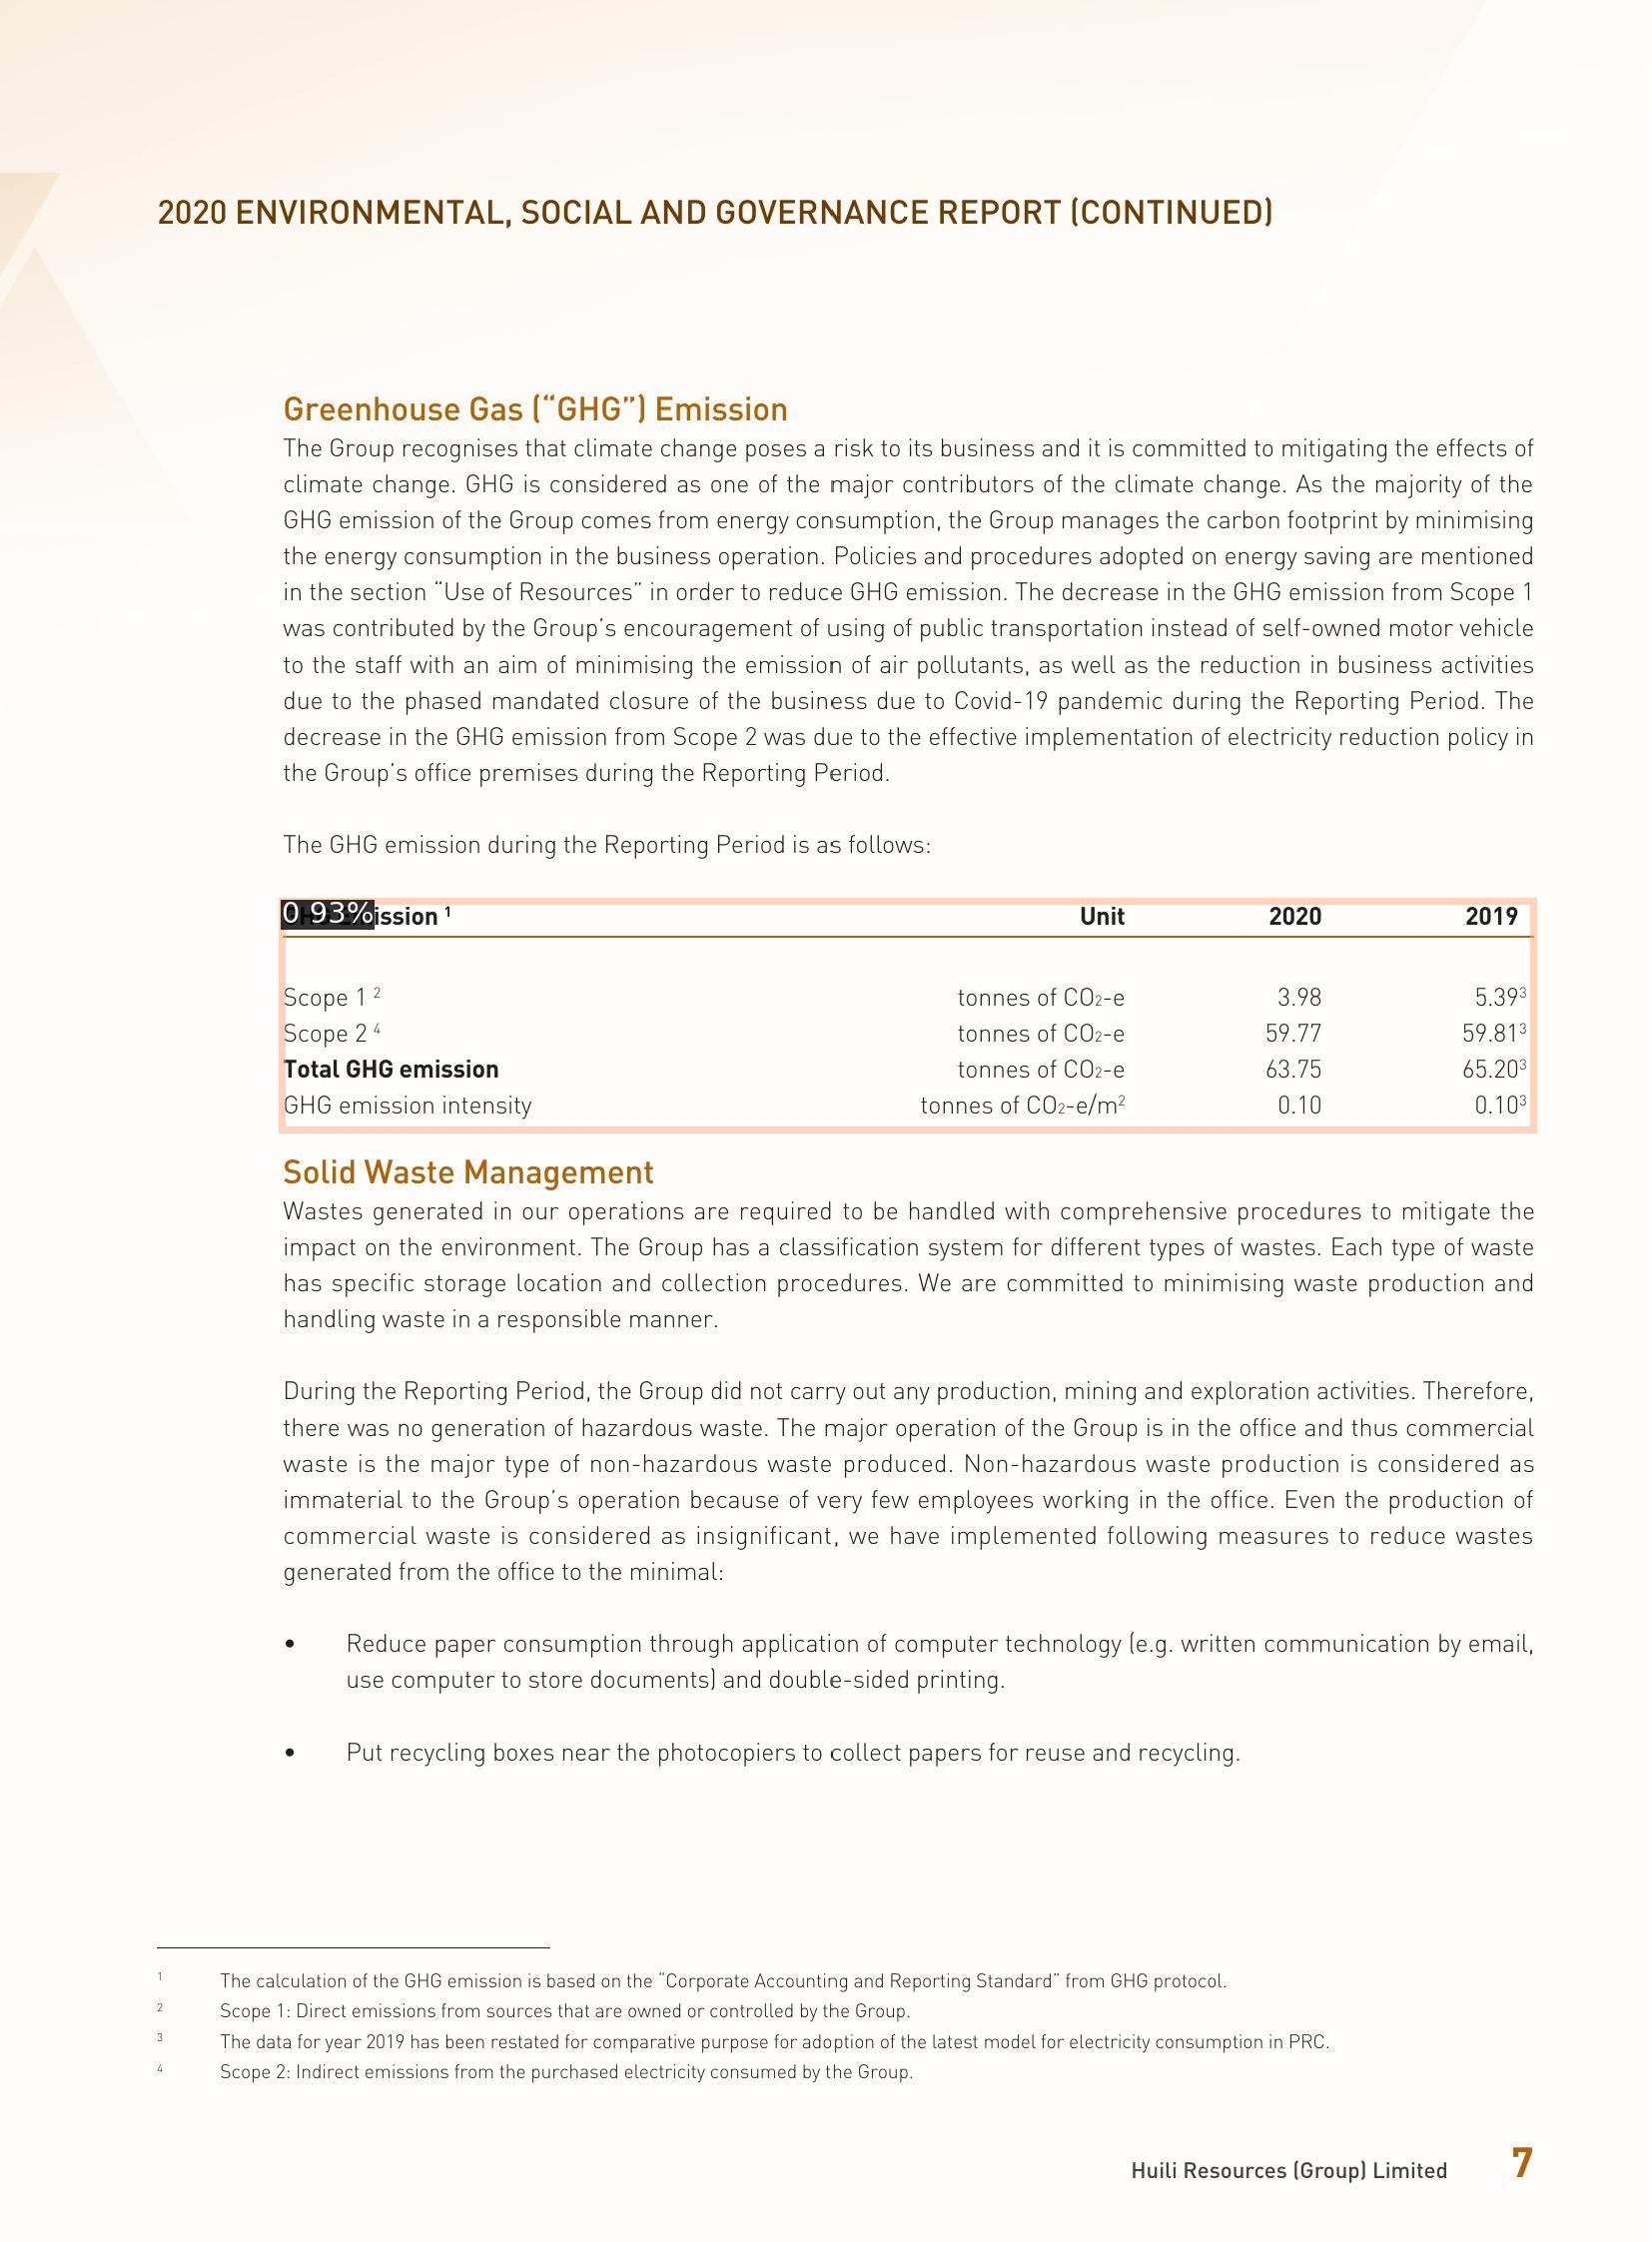 2020 ENVIRONMENTAL, SOCIAL AND GOVERNANCE REPORT (CONTINUED)
Greenhouse Gas (“GHG”) Emission
The Group recognises that climate change poses a risk to its business and it is committed to mitigating the effects of
climate change. GHG is considered as one of the major contributors of the climate change. As the majority of the
GHG emission of the Group comes from energy consumption, the Group manages the carbon footprint by minimising
the energy consumption in the business operation. Policies and procedures adopted on energy saving are mentioned
in the section “Use of Resources” in order to reduce GHG emission. The decrease in the GHG emission from Scope 1
was contributed by the Group’s encouragement of using of public transportation instead of self-owned motor vehicle
to the staff with an aim of minimising the emission of air pollutants, as well as the reduction in business activities
due to the phased mandated closure of the business due to Covid-19 pandemic during the Reporting Period. The
decrease in the GHG emission from Scope 2 was due to the effective implementation of electricity reduction policy in
the Group’s office premises during the Reporting Period.
The GHG emission during the Reporting Period is as follows:
0.93%ission ¹ Unit 2020 2019
Scope 1 ² tonnes of CO₂-e 3.98 5.39³
Scope 2 ⁴ tonnes of CO₂-e 59.77 59.81³
Total GHG emission tonnes of CO₂-e 63.75 65.20³
GHG emission intensity tonnes of CO₂-e/m² 0.10 0.10³
Solid Waste Management
Wastes generated in our operations are required to be handled with comprehensive procedures to mitigate the
impact on the environment. The Group has a classification system for different types of wastes. Each type of waste
has specific storage location and collection procedures. We are committed to minimising waste production and
handling waste in a responsible manner.
During the Reporting Period, the Group did not carry out any production, mining and exploration activities. Therefore,
there was no generation of hazardous waste. The major operation of the Group is in the office and thus commercial
waste is the major type of non-hazardous waste produced. Non-hazardous waste production is considered as
immaterial to the Group’s operation because of very few employees working in the office. Even the production of
commercial waste is considered as insignificant, we have implemented following measures to reduce wastes
generated from the office to the minimal:
• Reduce paper consumption through application of computer technology (e.g. written communication by email,
use computer to store documents) and double-sided printing.
• Put recycling boxes near the photocopiers to collect papers for reuse and recycling.
¹ The calculation of the GHG emission is based on the “Corporate Accounting and Reporting Standard” from GHG protocol.
² Scope 1: Direct emissions from sources that are owned or controlled by the Group.
³ The data for year 2019 has been restated for comparative purpose for adoption of the latest model for electricity consumption in PRC.
⁴ Scope 2: Indirect emissions from the purchased electricity consumed by the Group.
Huili Resources (Group) Limited 7